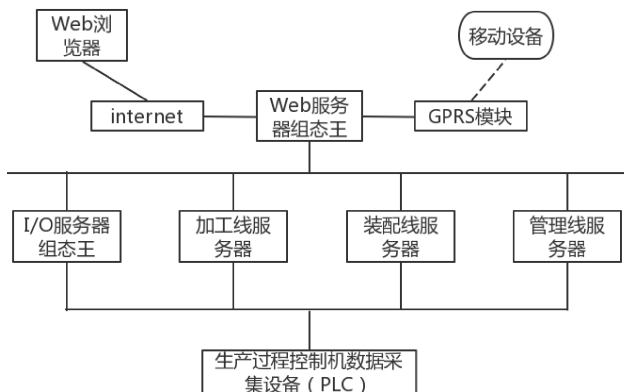 Web浏
览器
移动设备
internet
Web服务
器组态王
GPRS模块
I/O服务器
组态王
加工线服
务器
装配线服
务器
管理线服
务器
生产过程控制机数据采
集设备（PLC）